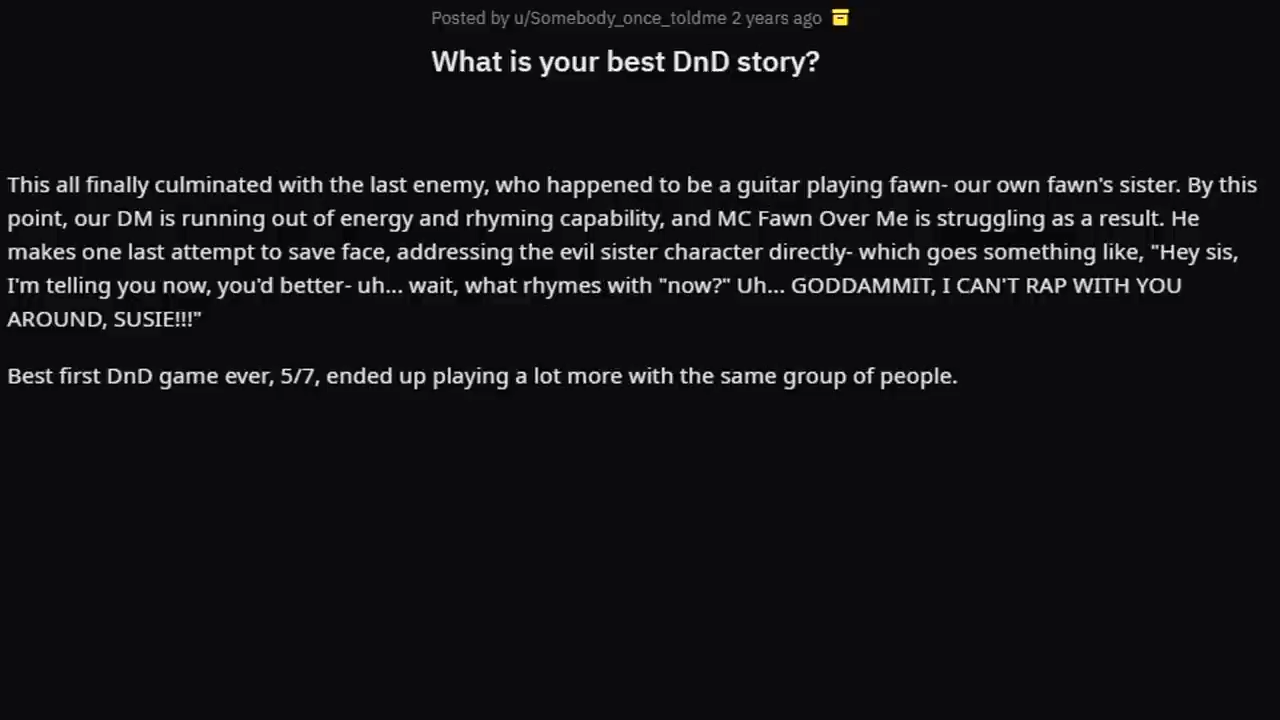 Posted by u/Somebody_once_toldme 2 years ago
What is your best DnD story?
This all finally culminated with the last enemy, who happened to be a guitar playing fawn- our own fawn's sister. By this
point, our DM is running out of energy and rhyming capability, and MC Fawn Over Me is struggling as a result. He
makes one last attempt to save face, addressing the evil sister character directly- which goes something like, "Hey sis,
I'm telling you now, you'd better- uh... wait, what rhymes with "now?" Uh... GODDAMMIT, I CAN'T RAP WITH YOU
AROUND, SUSIE!!!"
Best first DnD game ever, 5/7, ended up playing a lot more with the same group of people.